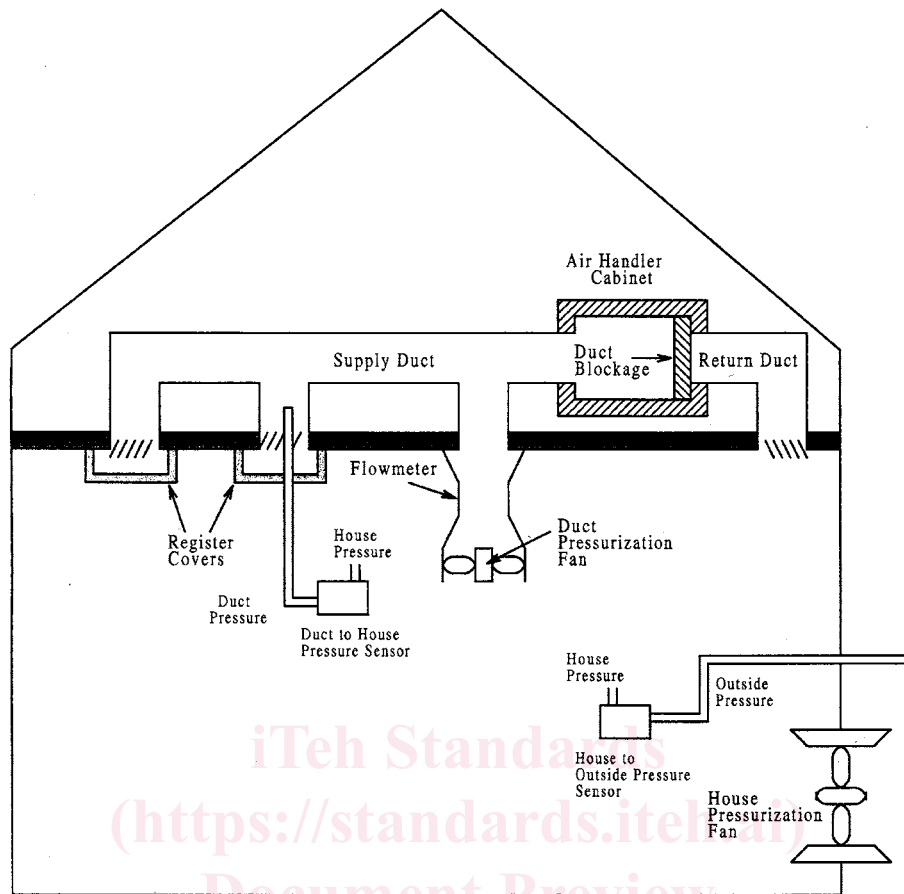 Air Handler
Cabinet
Supply Duct
Duct
Blockage
Return Duct
Flowmeter
Register
Covers
House
Pressure
Duct
Pressurization
Fan
Duct
Pressure
Duct to House
Pressure Sensor
House
Pressure
Outside
Pressure
iTeh Standards
House to
Outside Pressure
Sensor
House
Pressurization
Fan
(https://standards.iteh.ai)
Document Preview